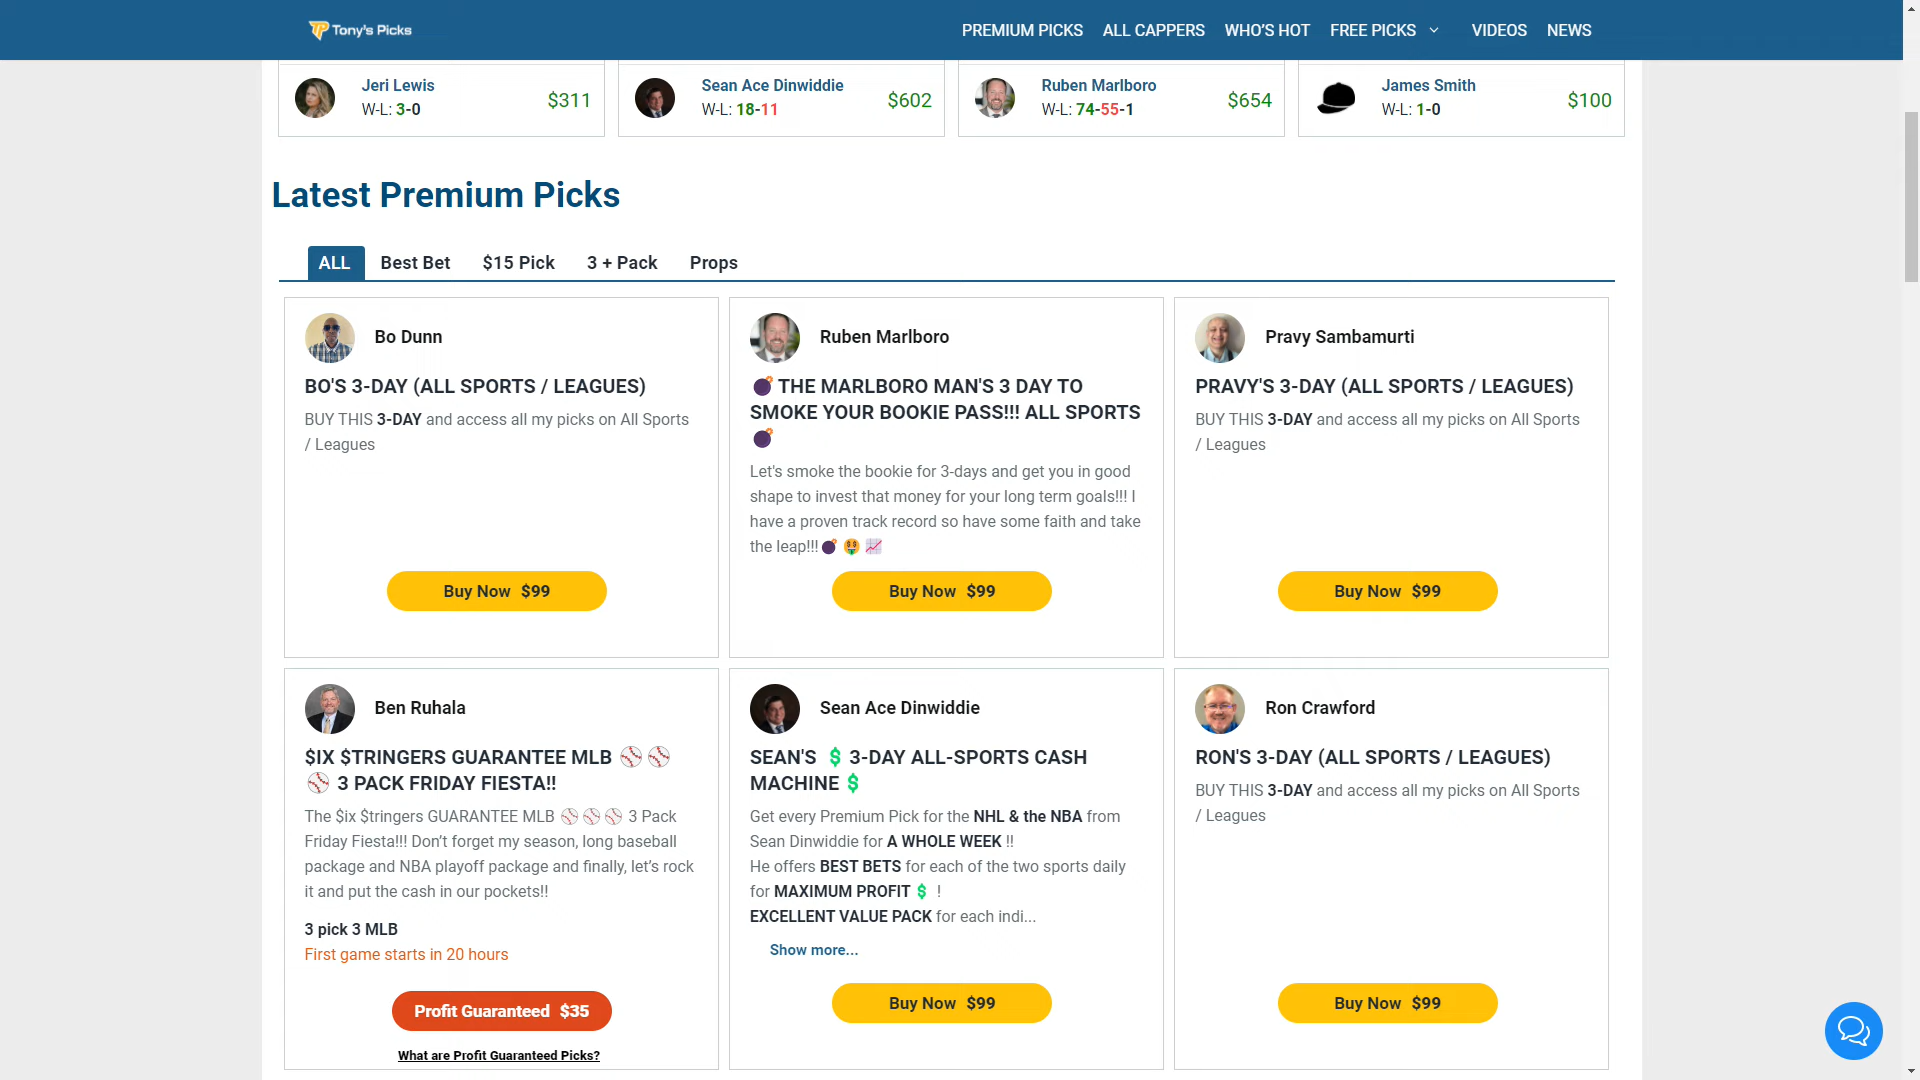 Tony's Picks
PREMIUM PICKS ALL CAPPERS WHO'S HOT FREE PICKS VIDEOS NEWS
Jeri Lewis
W-L: 3-0
$311
Sean Ace Dinwiddie
W-L: 18-11
$602
Ruben Marlboro
W-L: 74-55-1
$654
James Smith
W-L: 1-0
$100
Latest Premium Picks
ALL Best Bet $15 Pick 3 + Pack Props
Bo Dunn
BO'S 3-DAY (ALL SPORTS / LEAGUES)
BUY THIS 3-DAY and access all my picks on All Sports
/ Leagues
Buy Now $99
Ruben Marlboro
💣THE MARLBORO MAN'S 3 DAY TO
SMOKE YOUR BOOKIE PASS!!! ALL SPORTS
💣
Let's smoke the bookie for 3-days and get you in good
shape to invest that money for your long term goals!!! I
have a proven track record so have some faith and take
the leap!!!💣 🤑 💹
Buy Now $99
Pravy Sambamurti
PRAVY'S 3-DAY (ALL SPORTS / LEAGUES)
BUY THIS 3-DAY and access all my picks on All Sports
/ Leagues
Buy Now $99
Ben Ruhala
$IX $TRINGERS GUARANTEE MLB ⚾⚾
⚾ 3 PACK FRIDAY FIESTA!!
The $ix $tringers GUARANTEE MLB ⚾⚾⚾ 3 Pack
Friday Fiesta!!! Don’t forget my season, long baseball
package and NBA playoff package and finally, let’s rock
it and put the cash in our pockets!!
3 pick 3 MLB
First game starts in 20 hours
Profit Guaranteed $35
What are Profit Guaranteed Picks?
Sean Ace Dinwiddie
SEAN'S 💲3-DAY ALL-SPORTS CASH
MACHINE💲
Get every Premium Pick for the NHL & the NBA from
Sean Dinwiddie for A WHOLE WEEK !!
He offers BEST BETS for each of the two sports daily
for MAXIMUM PROFIT💲 !
EXCELLENT VALUE PACK for each indi...
Show more...
Buy Now $99
Ron Crawford
RON'S 3-DAY (ALL SPORTS / LEAGUES)
BUY THIS 3-DAY and access all my picks on All Sports
/ Leagues
Buy Now $99